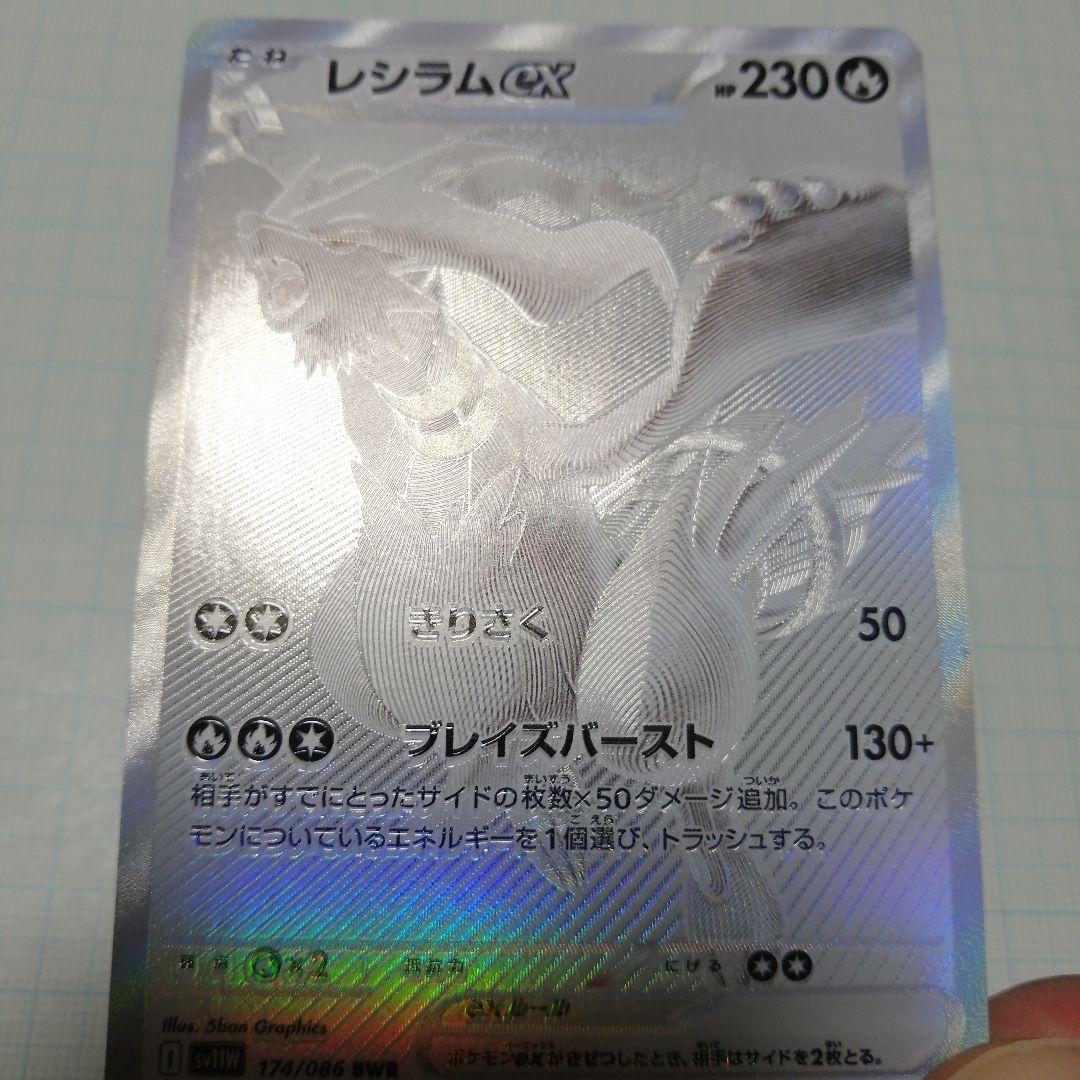 たね レシラムex HP230
きりさく 50
ブレイズバースト 130+
相手がすでにとったサイドの枚数×50ダメージ追加。このポケ
モンについているエネルギーを1個選び、トラッシュする。
弱点 ×2 抵抗力 にげる
Illus. 5ban Graphics
exルール
I SV11W 174/086 BWR
ポケモンexがきぜつしたとき、相手はサイドを2枚とる。